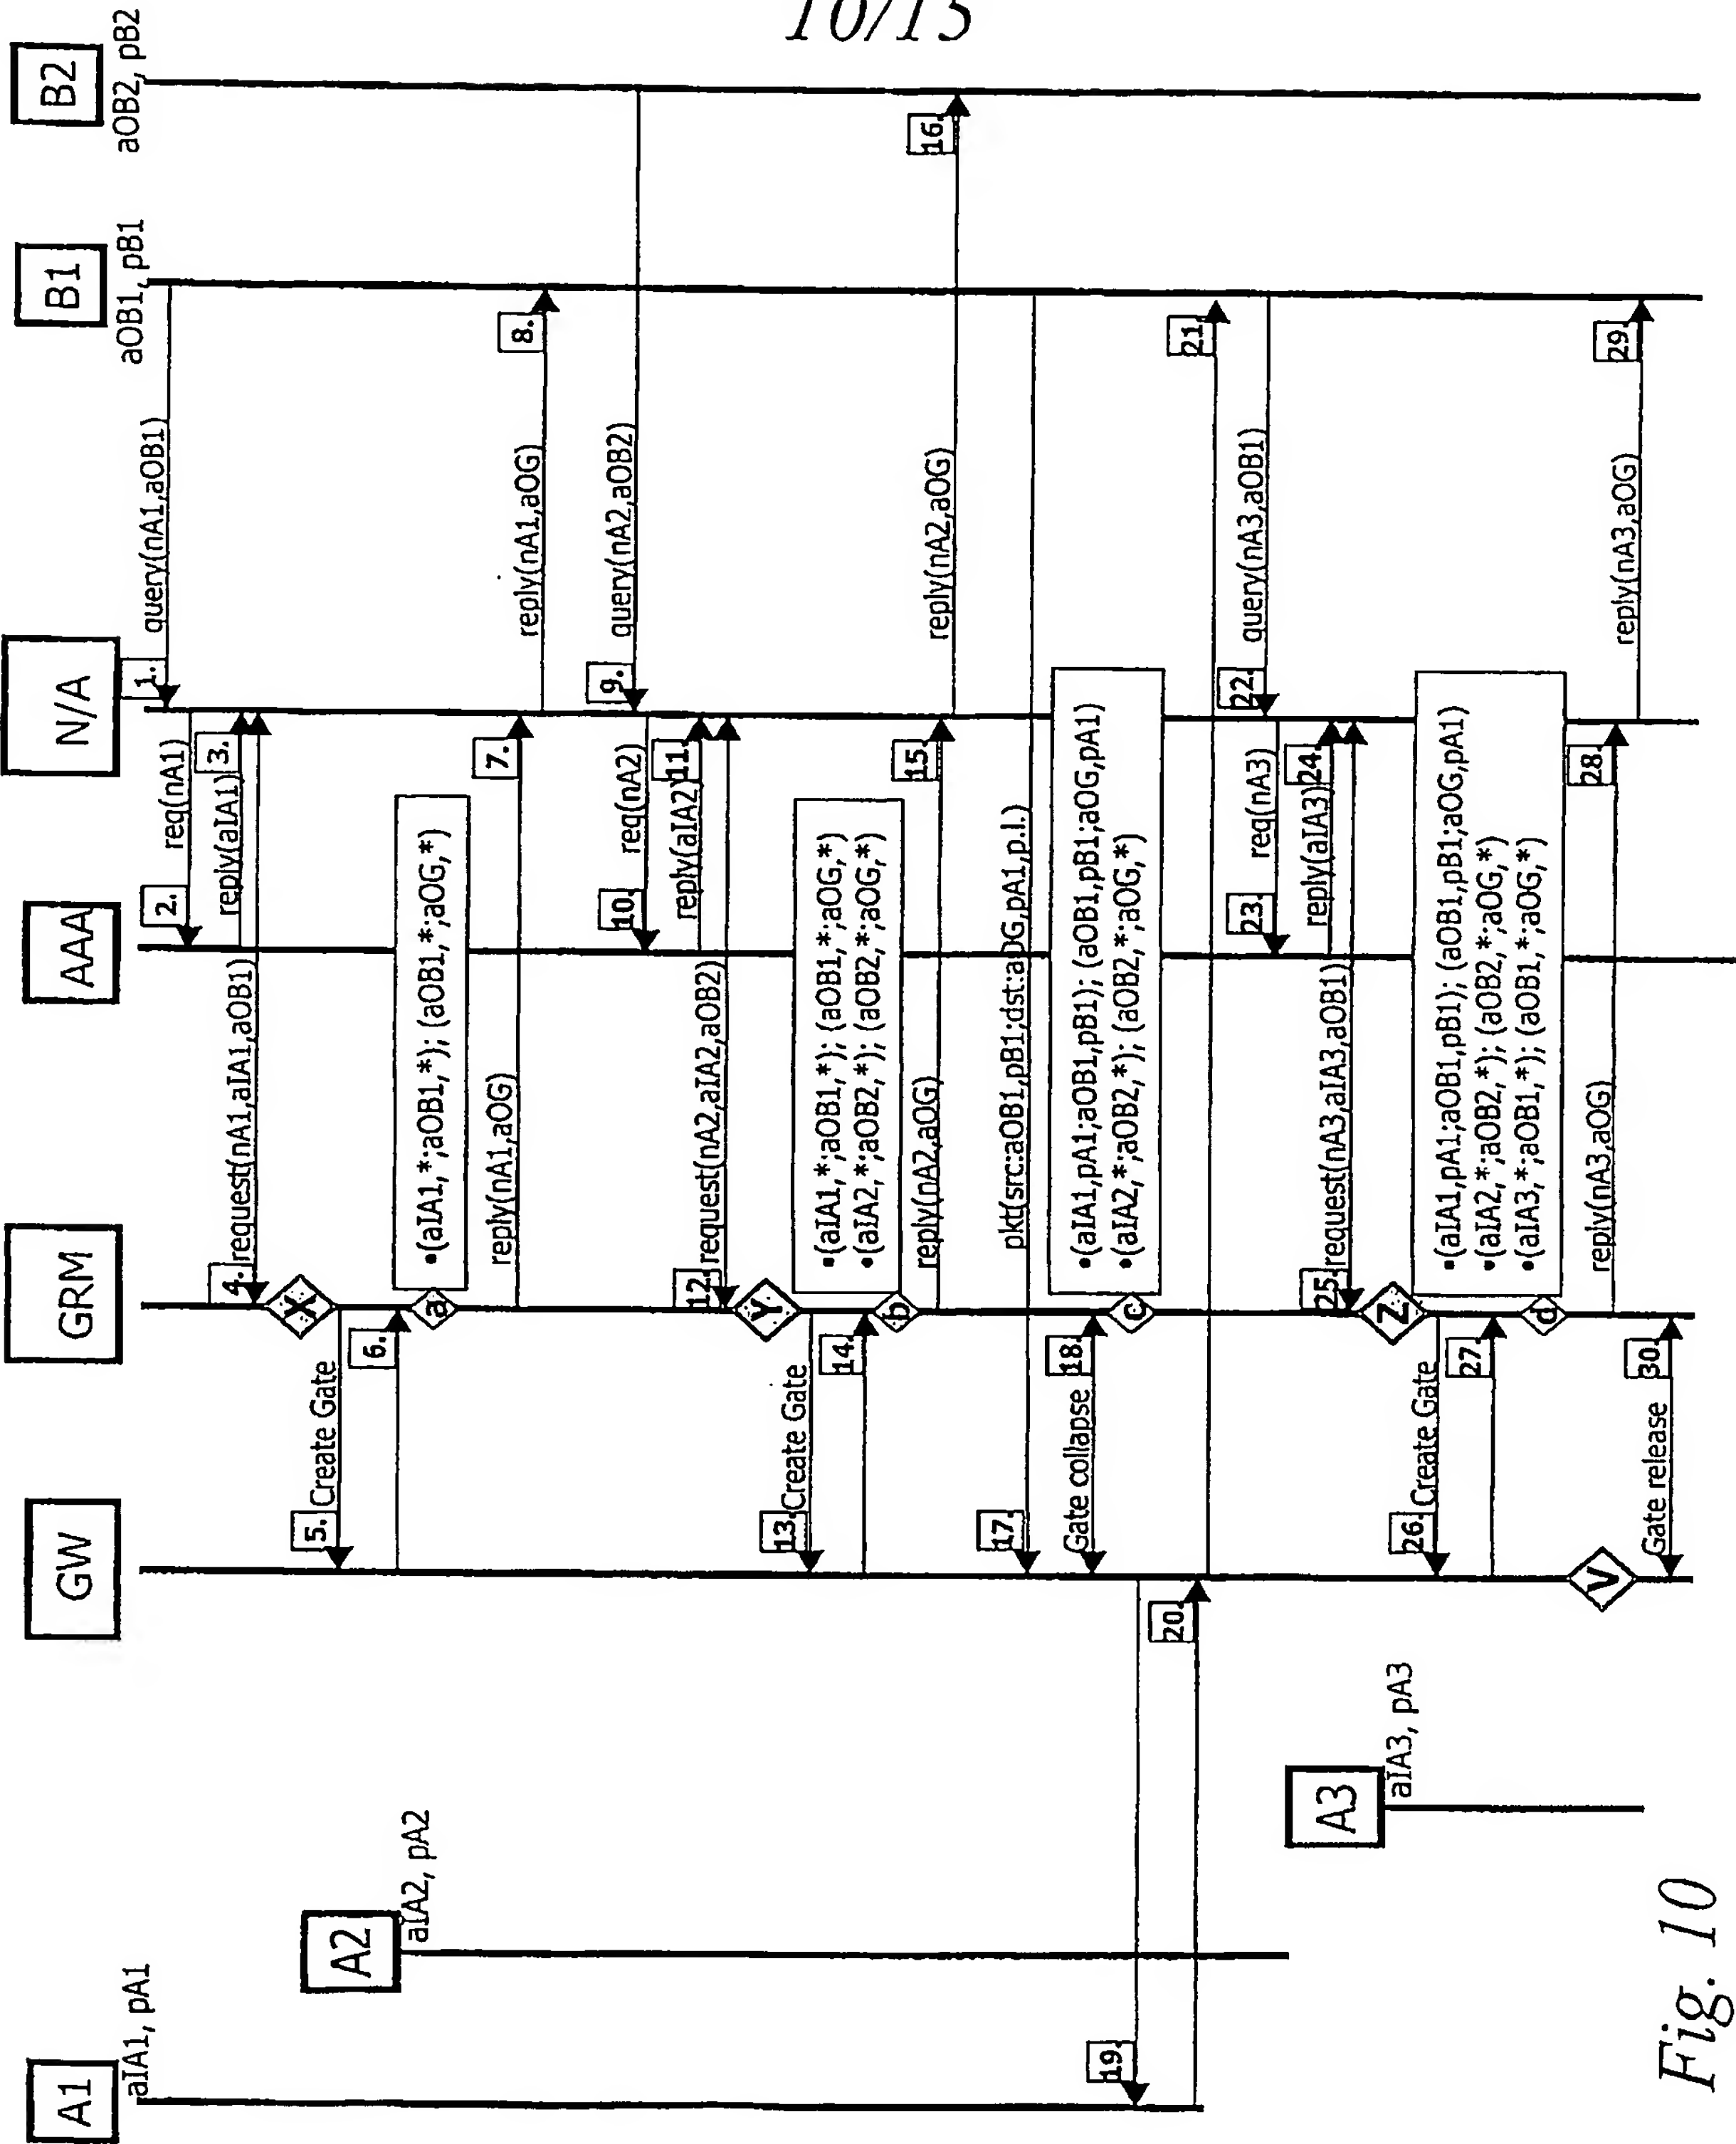 10/15
A1
GW
GRM
AAA
N/A
B1
B2
aIA1, pA1
aOB1, pB1
aOB2, pB2
1.
query(nA1,aOB1)
2.
req(nA1)
3.
reply(aIA1)
4.
request(nA1,aIA1,aOB1)
X
A2
aIA2, pA2
5.
Create Gate
6.
a
•(aIA1,*;aOB1,*); (aOB1,*;aOG,*)
7.
reply(nA1,aOG)
8.
reply(nA1,aOG)
9.
query(nA2,aOB2)
10.
req(nA2)
11.
reply(aIA2)
12.
request(nA2,aIA2,aOB2)
Y
13.
Create Gate
14.
b
•(aIA1,*;aOB1,*); (aOB1,*;aOG,*)
•(aIA2,*;aOB2,*); (aOB2,*;aOG,*)
15.
reply(nA2,aOG)
16.
reply(nA2,aOG)
17.
pkt(src:aOB1,pB1;dst:aOG,pA1,p.l.)
18.
Gate collapse
c
•(aIA1,pA1;aOB1,pB1); (aOB1,pB1;aOG,pA1)
•(aIA2,*;aOB2,*); (aOB2,*;aOG,*)
19.
20.
21.
22.
query(nA3,aOB1)
23.
req(nA3)
24.
reply(aIA3)
25.
request(nA3,aIA3,aOB1)
Z
A3
aIA3, pA3
26.
Create Gate
27.
d
•(aIA1,pA1;aOB1,pB1); (aOB1,pB1;aOG,pA1)
•(aIA2,*;aOB2,*); (aOB2,*;aOG,*)
•(aIA3,*;aOB1,*); (aOB1,*;aOG,*)
28.
reply(nA3,aOG)
29.
reply(nA3,aOG)
V
30.
Gate release
Fig. 10